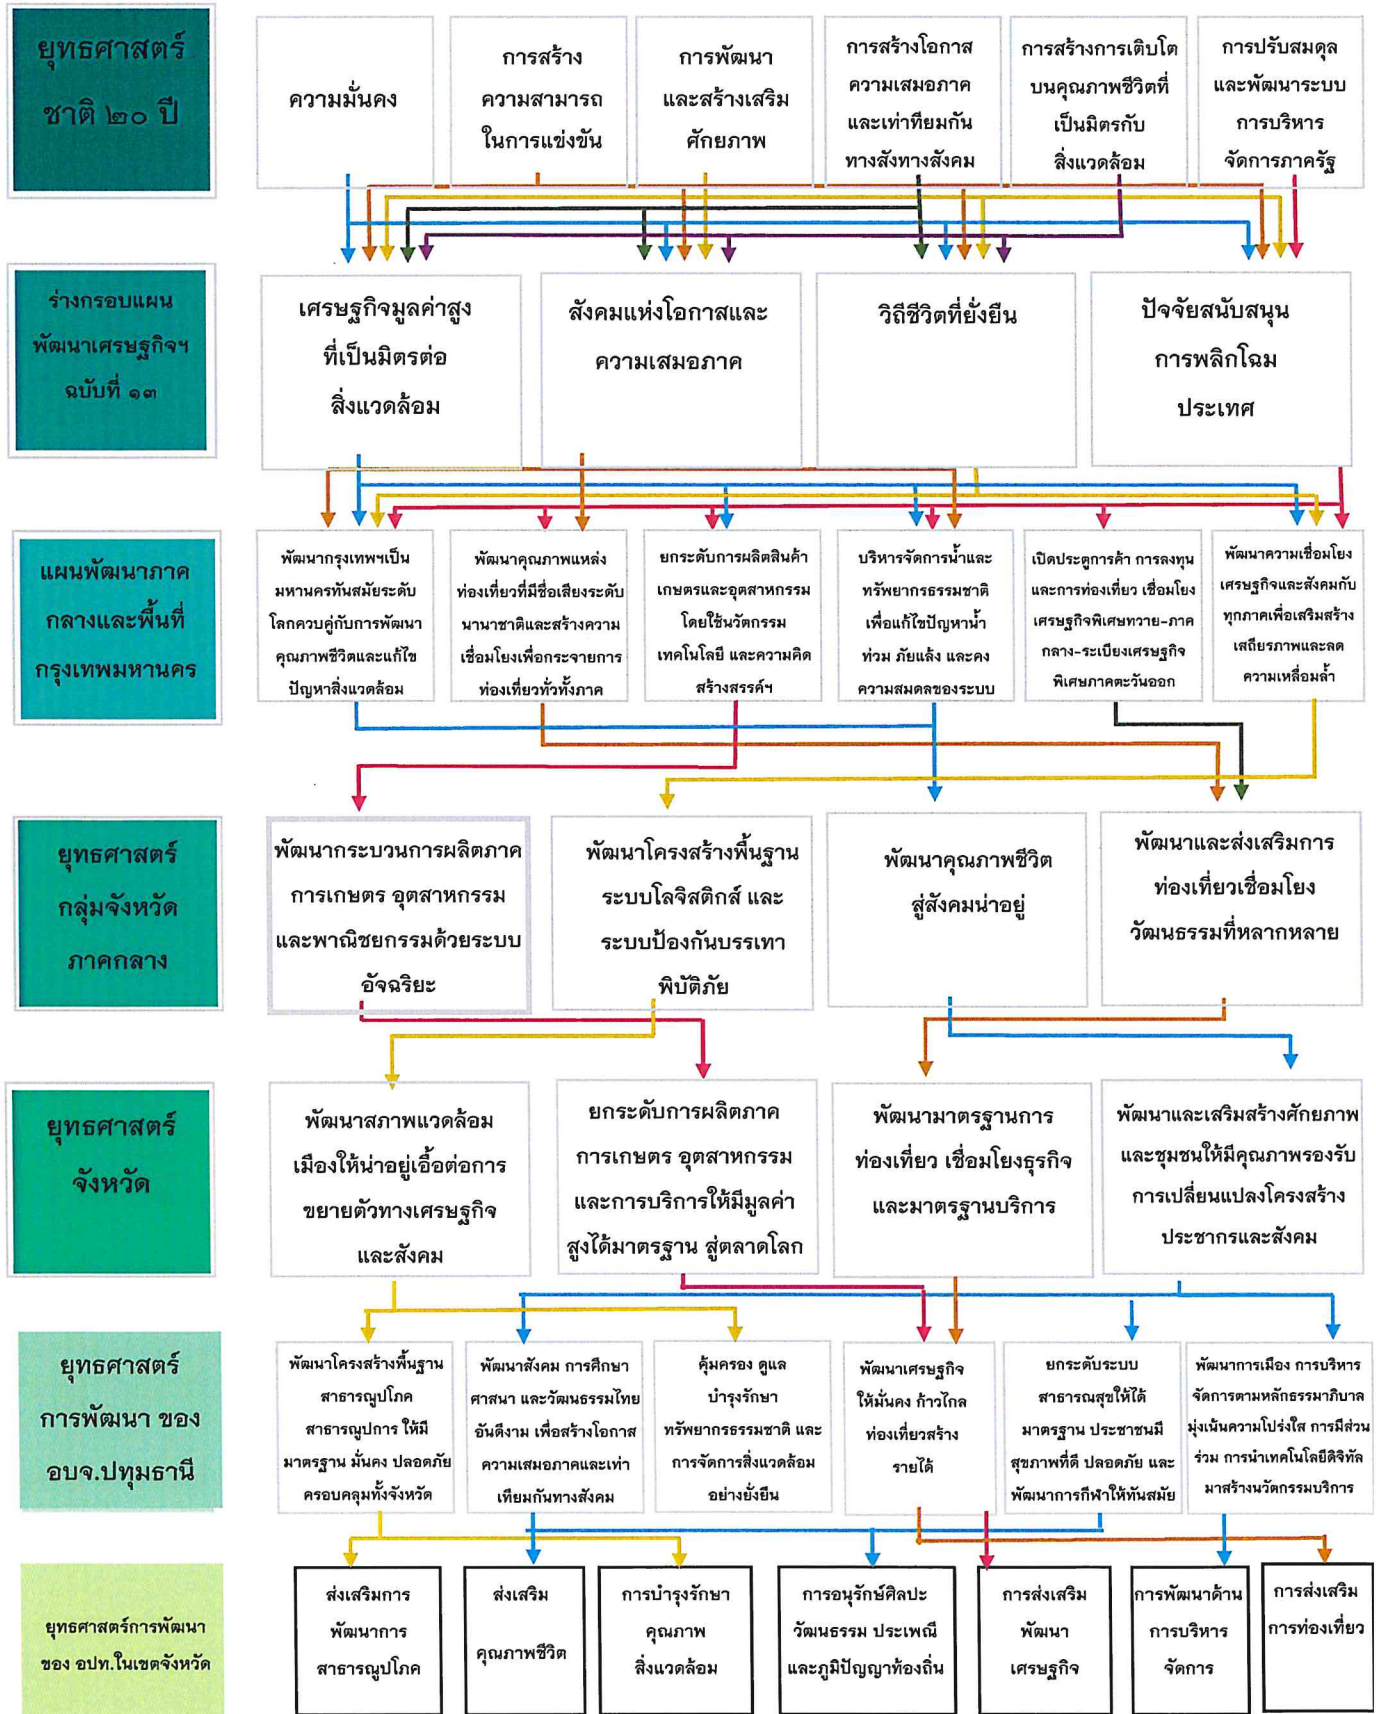 ยุทธศาสตร์
ชาติ ๒๐ ปี
ความมั่นคง
การสร้าง
ความสามารถ
ในการแข่งขัน
การพัฒนา
และสร้างเสริม
ศักยภาพ
การสร้างโอกาส
ความเสมอภาค
และเท่าทียมกัน
ทางสังทางสังคม
การสร้างการเติบโต
บนคุณภาพชีวิตที่
เป็นมิตรกับ
สิ่งแวดล้อม
การปรับสมดุล
และพัฒนาระบบ
การบริหาร
จัดการภาครัฐ
ร่างกรอบแผน
พัฒนาเศรษฐกิจฯ
ฉบับที่ ๑๓
เศรษฐกิจมูลค่าสูง
ที่เป็นมิตรต่อ
สิ่งแวดล้อม
สังคมแห่งโอกาสและ
ความเสมอภาค
วิถีชีวิตที่ยั่งยืน
ปัจจัยสนับสนุน
การพลิกโฉม
ประเทศ
แผนพัฒนาภาค
กลางและพื้นที่
กรุงเทพมหานคร
พัฒนากรุงเทพฯเป็น
มหานครทันสมัยระดับ
โลกควบคู่กับการพัฒนา
คุณภาพชีวิตและแก้ไข
ปัญหาสิ่งแวดล้อม
พัฒนาคุณภาพแหล่ง
ท่องเที่ยวที่มีชื่อเสียงระดับ
นานาชาติและสร้างความ
เชื่อมโยงเพื่อกระจายการ
ท่องเที่ยวทั่วทั้งภาค
ยกระดับการผลิตสินค้า
เกษตรและอุตสาหกรรม
โดยใช้นวัตกรรม
เทคโนโลยี และความคิด
สร้างสรรค์ฯ
บริหารจัดการน้ำและ
ทรัพยากรธรรมชาติ
เพื่อแก้ไขปัญหาน้ำ
ท่วม ภัยแล้ง และคง
ความสมดลของระบบ
เปิดประตูการค้า การลงทุน
และการท่องเที่ยว เชื่อมโยง
เศรษฐกิจพิเศษทวาย-ภาค
กลาง-ระเบียงเศรษฐกิจ
พิเศษภาคตะวันออก
พัฒนาความเชื่อมโยง
เศรษฐกิจและสังคมกับ
ทุกภาคเพื่อเสริมสร้าง
เสถียรภาพและลด
ความเหลื่อมล้ำ
ยุทธศาสตร์
กลุ่มจังหวัด
ภาคกลาง
พัฒนากระบวนการผลิตภาค
การเกษตร อุตสาหกรรม
และพาณิชยกรรมด้วยระบบ
อัจฉริยะ
พัฒนาโครงสร้างพื้นฐาน
ระบบโลจิสติกส์ และ
ระบบป้องกันบรรเทา
พิบัติภัย
พัฒนาคุณภาพชีวิต
สู่สังคมน่าอยู่
พัฒนาและส่งเสริมการ
ท่องเที่ยวเชื่อมโยง
วัฒนธรรมที่หลากหลาย
ยุทธศาสตร์
จังหวัด
พัฒนาสภาพแวดล้อม
เมืองให้น่าอยู่เอื้อต่อการ
ขยายตัวทางเศรษฐกิจ
และสังคม
ยกระดับการผลิตภาค
การเกษตร อุตสาหกรรม
และการบริการให้มีมูลค่า
สูงได้มาตรฐาน สู่ตลาดโลก
พัฒนามาตรฐานการ
ท่องเที่ยว เชื่อมโยงธุรกิจ
และมาตรฐานบริการ
พัฒนาและเสริมสร้างศักยภาพ
และชุมชนให้มีคุณภาพรองรับ
การเปลี่ยนแปลงโครงสร้าง
ประชากรและสังคม
ยุทธศาสตร์
การพัฒนา ของ
อบจ.ปทุมธานี
พัฒนาโครงสร้างพื้นฐาน
สาธารณูปโภค
สาธารณูปการ ให้มี
มาตรฐาน มั่นคง ปลอดภัย
ครอบคลุมทั้งจังหวัด
พัฒนาสังคม การศึกษา
ศาสนา และวัฒนธรรมไทย
อันดีงาม เพื่อสร้างโอกาส
ความเสมอภาคและเท่า
เทียมกันทางสังคม
คุ้มครอง ดูแล
บำรุงรักษา
ทรัพยากรธรรมชาติ และ
การจัดการสิ่งแวดล้อม
อย่างยั่งยืน
พัฒนาเศรษฐกิจ
ให้มั่นคง ก้าวไกล
ท่องเที่ยวสร้าง
รายได้
ยกระดับระบบ
สาธารณสุขให้ได้
มาตรฐาน ประชาชนมี
สุขภาพที่ดี ปลอดภัย และ
พัฒนาการกีฬาให้ทันสมัย
พัฒนาการเมือง การบริหาร
จัดการตามหลักธรรมาภิบาล
มุ่งเน้นความโปร่งใส การมีส่วน
ร่วม การนำเทคโนโลยีดิจิทัล
มาสร้างนวัตกรรมบริการ
ยุทธศาสตร์การพัฒนา
ของ อปท.ในเขตจังหวัด
ส่งเสริมการ
พัฒนาการ
สาธารณูปโภค
ส่งเสริม
คุณภาพชีวิต
การบำรุงรักษา
คุณภาพ
สิ่งแวดล้อม
การอนุรักษ์ศิลปะ
วัฒนธรรม ประเพณี
และภูมิปัญญาท้องถิ่น
การส่งเสริม
พัฒนา
เศรษฐกิจ
การพัฒนาด้าน
การบริหาร
จัดการ
การส่งเสริม
การท่องเที่ยว